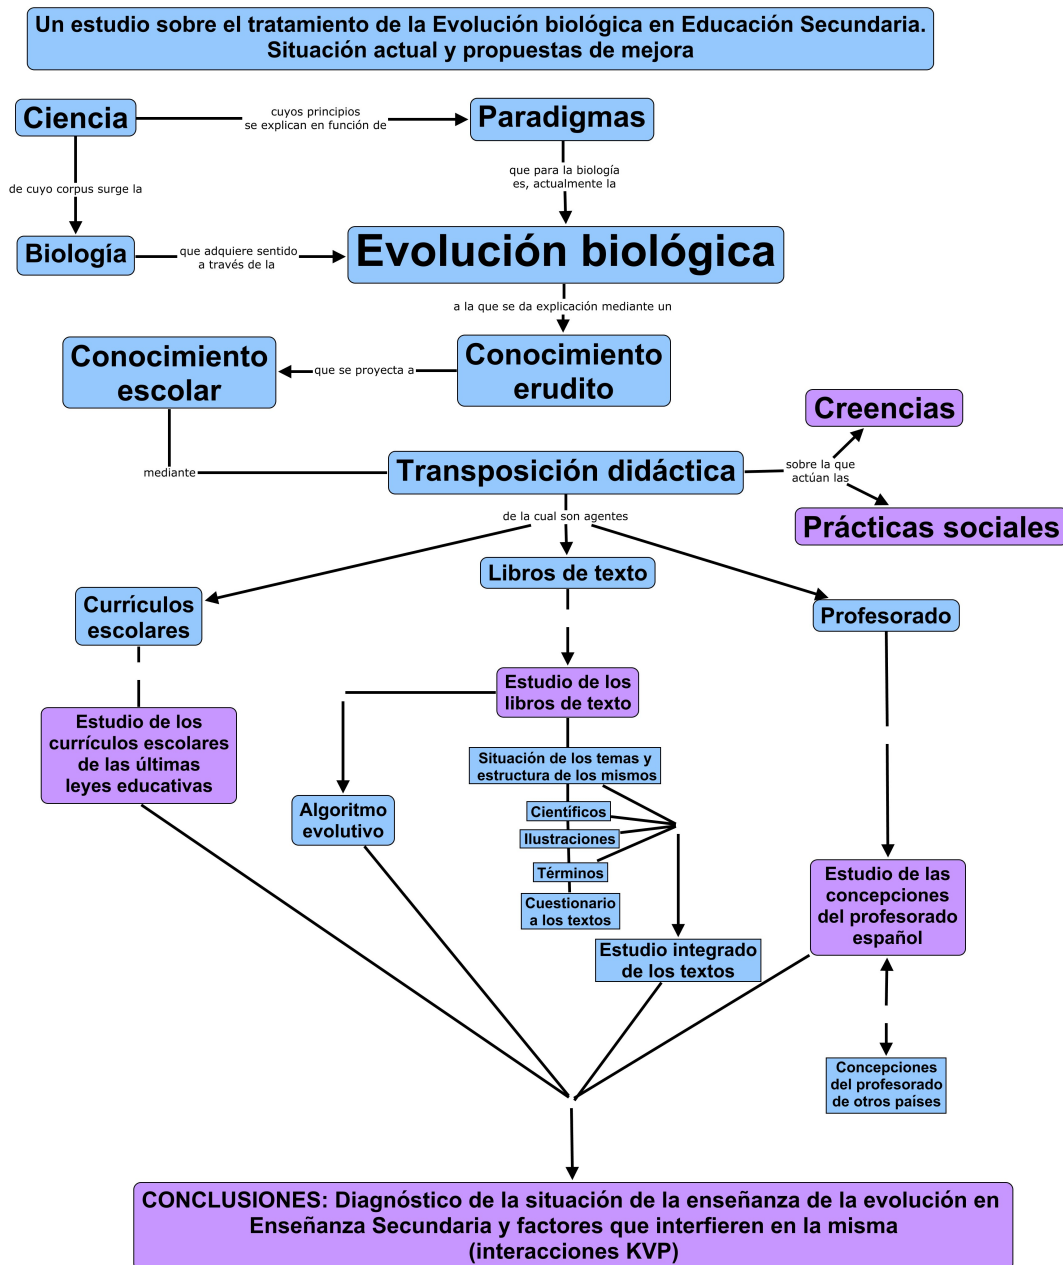 Un estudio sobre el tratamiento de la Evolución biológica en Educación Secundaria.
Situación actual y propuestas de mejora
Ciencia
cuyos principios
se explican en función de
Paradigmas
de cuyo corpus surge la
que para la biología
es, actualmente la
Biología
que adquiere sentido
a través de la
Evolución biológica
a la que se da explicación mediante un
Conocimiento
escolar
que se proyecta a
Conocimiento
erudito
Creencias
mediante
Transposición didáctica
sobre la que
actúan las
Prácticas sociales
de la cual son agentes
Libros de texto
Currículos
escolares
Profesorado
Estudio de los
libros de texto
Estudio de los
currículos escolares
de las últimas
leyes educativas
Situación de los temas y
estructura de los mismos
Algoritmo
evolutivo
Científicos
Ilustraciones
Términos
Cuestionario
a los textos
Estudio de las
concepciones
del profesorado
español
Estudio integrado
de los textos
Concepciones
del profesorado
de otros países
CONCLUSIONES: Diagnóstico de la situación de la enseñanza de la evolución en
Enseñanza Secundaria y factores que interfieren en la misma
(interacciones KVP)